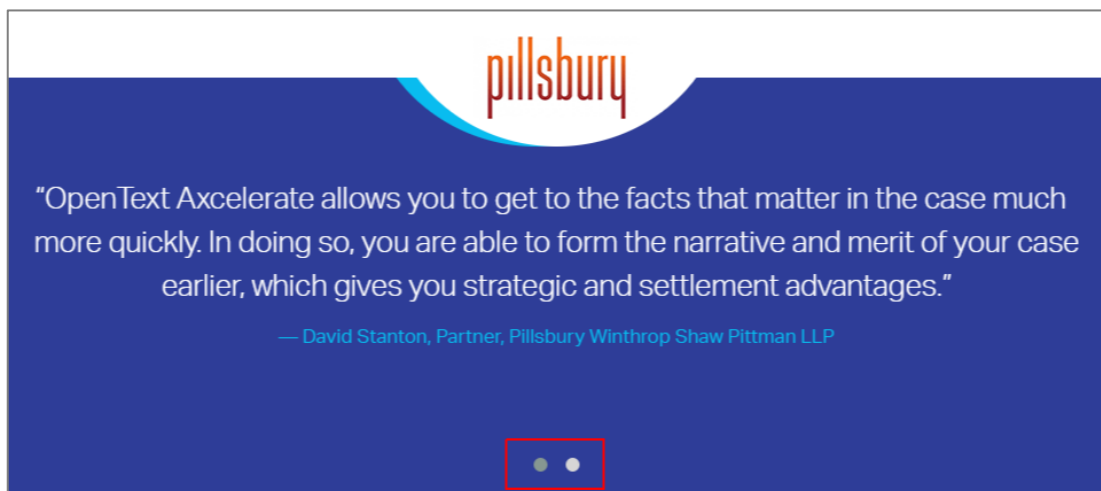 pillsbury
“OpenText Axcelerate allows you to get to the facts that matter in the case much
more quickly. In doing so, you are able to form the narrative and merit of your case
earlier, which gives you strategic and settlement advantages.”
— David Stanton, Partner, Pillsbury Winthrop Shaw Pittman LLP